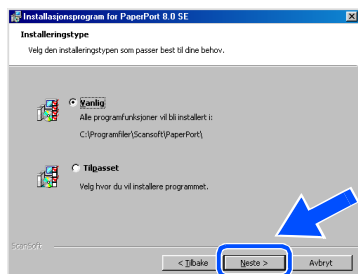 Installasjonsprogram for PaperPort 8.0 SE
Installeringstype
Velg den installeringstypen som passer best til dine behov.
Vanlig
Alle programfunksjoner vil bli installert i:
C:\Programfiler\Scansoft\PaperPort\
Tilpasset
Velg hvor du vil installere programmet.
ScanSoft
< Tilbake
Neste >
Avbryt